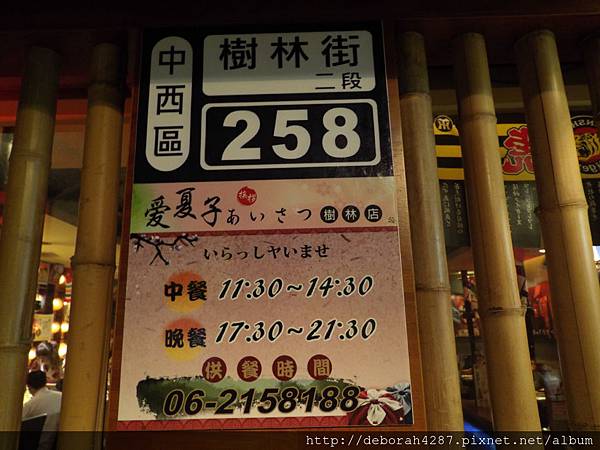 中西區
樹林街
二段
258
愛夏子あいさつ樹林店
いらっしヤいませ
中餐 11:30~14:30
晚餐 17:30~21:30
供餐時間
06-2158188
http://deborah4287.pixnet.net/album